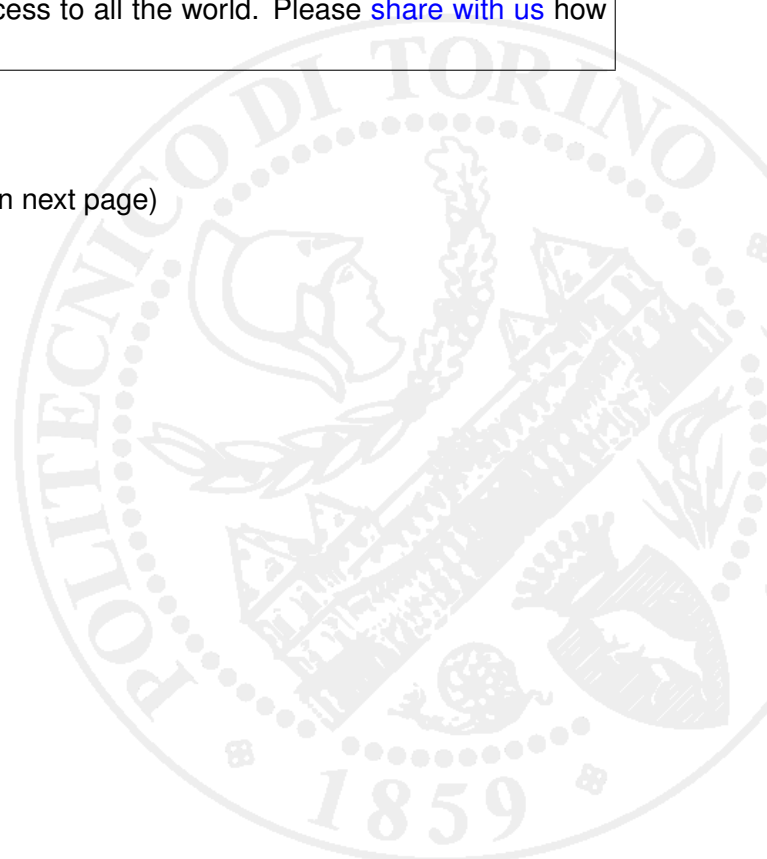 cess to all the world. Please share with us how
n next page)
POLITECNICO DI TORINO
1859